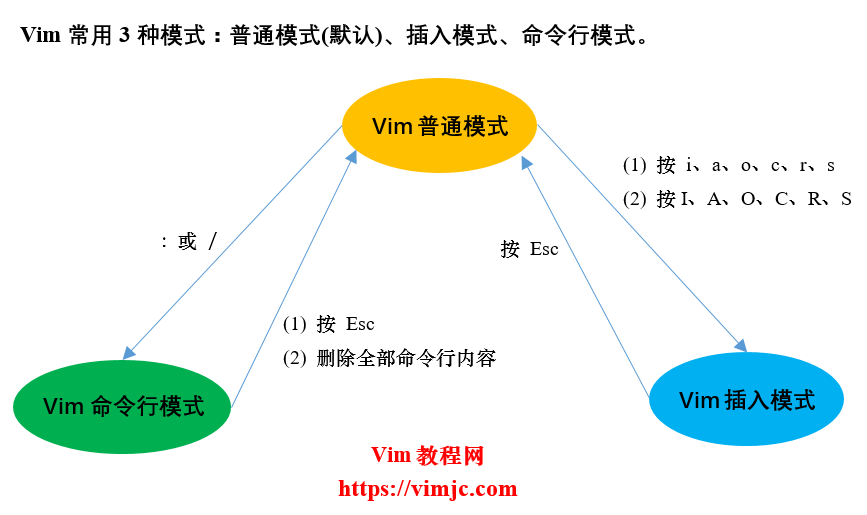 Vim 常用 3 种模式：普通模式(默认)、插入模式、命令行模式。
Vim 普通模式
(1) 按 i、a、o、c、r、s
(2) 按 I、A、O、C、R、S
: 或 /
按 Esc
(1) 按 Esc
(2) 删除全部命令行内容
Vim 命令行模式
Vim 插入模式
Vim 教程网
https://vimjc.com